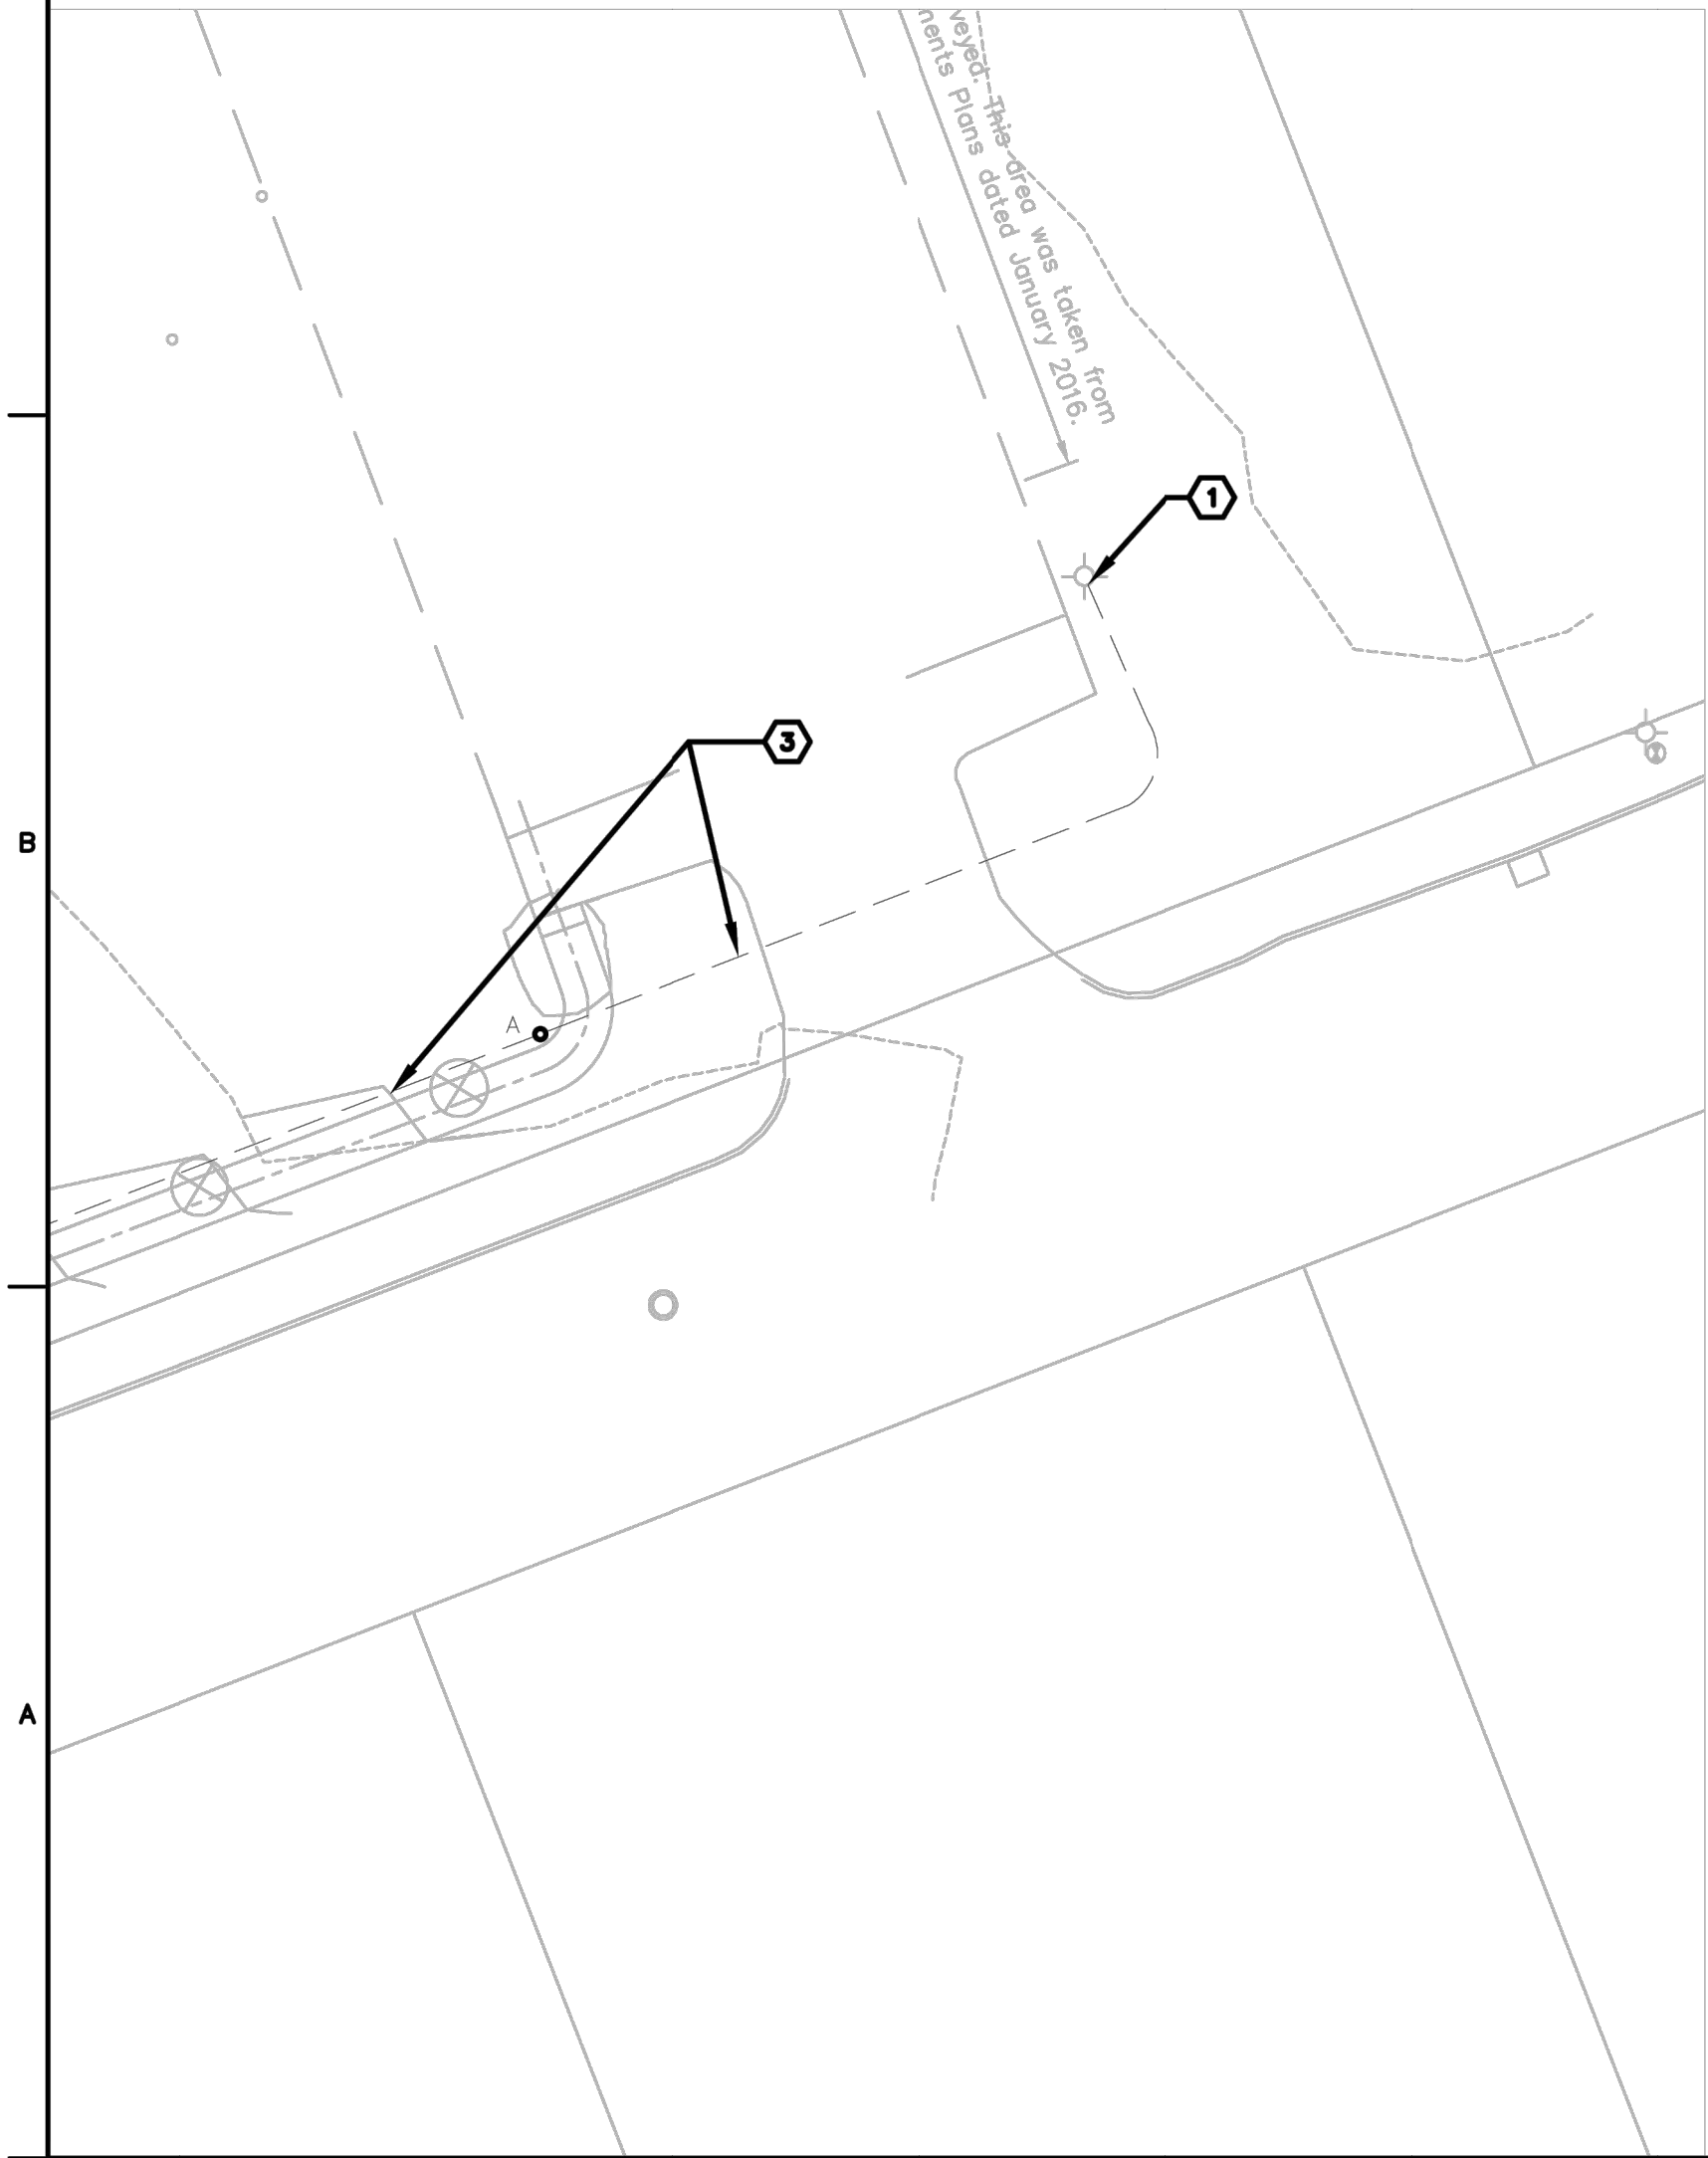 veyed. This area was taken from
nents plans dated January 2016.
1
3
B
A
A